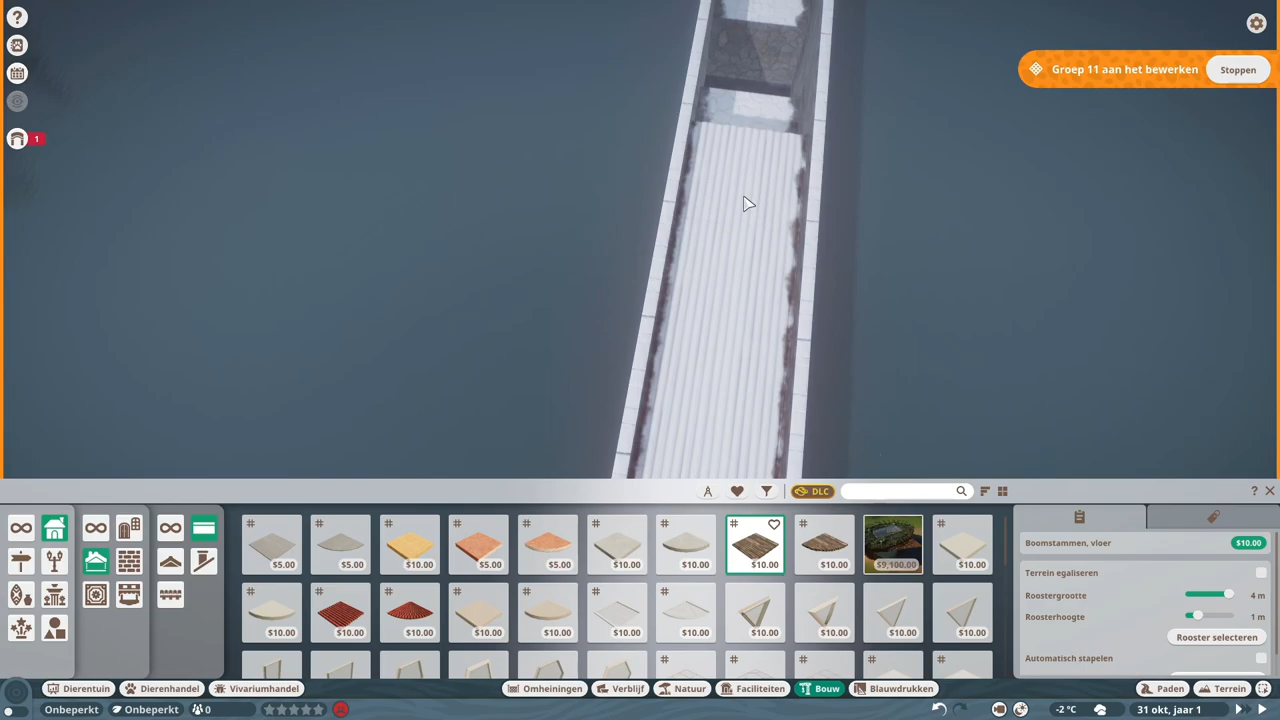 ?
Groep 11 aan het bewerken
Stoppen
1
DLC
?
$5.00
$5.00
$10.00
$5.00
$5.00
$10.00
$10.00
$10.00
$10.00
$9,100.00
$10.00
$10.00
$10.00
$10.00
$10.00
$10.00
$10.00
$10.00
$10.00
$10.00
$10.00
$10.00
Boomstammen, vloer
$10.00
Terrein egaliseren
Roostergrootte
4 m
Roosterhoogte
1 m
Rooster selecteren
Automatisch stapelen
Dierentuin
Dierenhandel
Vivariumhandel
Omheiningen
Verblijf
Natuur
Faciliteiten
Bouw
Blauwdrukken
Paden
Terrein
Onbeperkt
Onbeperkt
0
-2 °C
31 okt, jaar 1